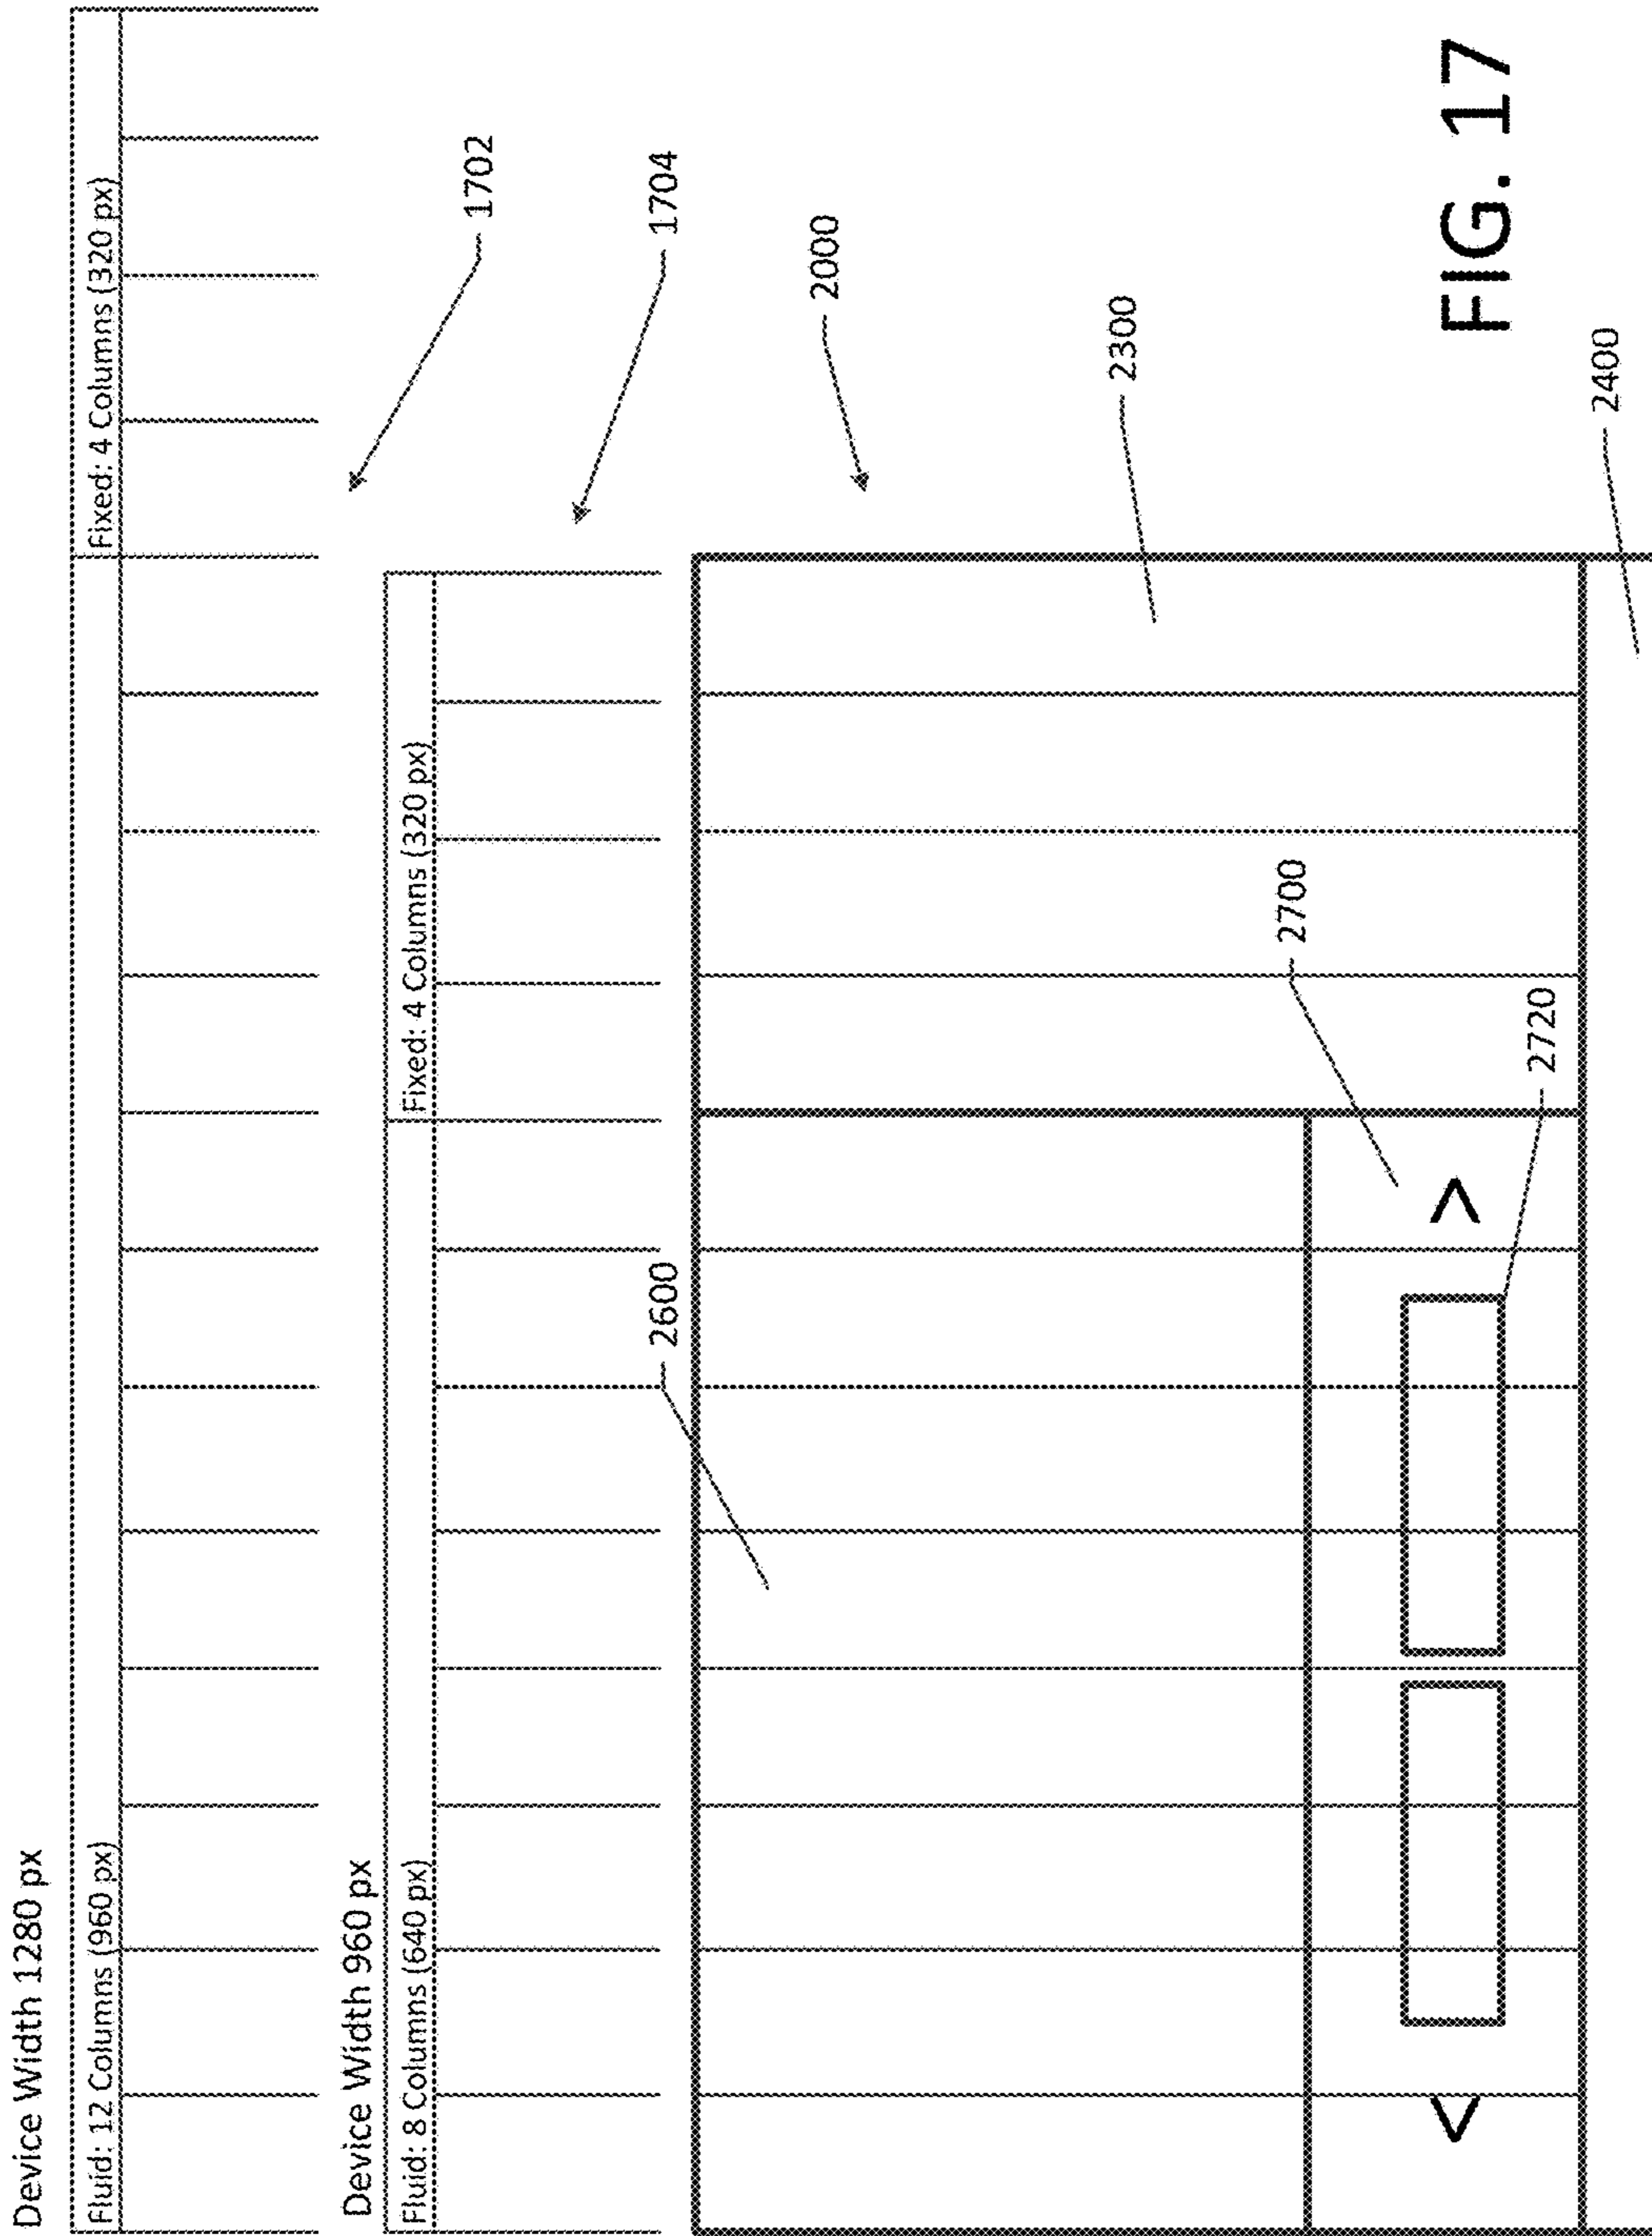 Device Width 1280 px
Fluid: 12 Columns (960 px)
Fixed: 4 Columns (320 px)
1702
Device Width 960 px
Fluid: 8 Columns (640 px)
Fixed: 4 Columns (320 px)
1704
2600
2000
2300
2700
<
>
2720
2400
FIG. 17